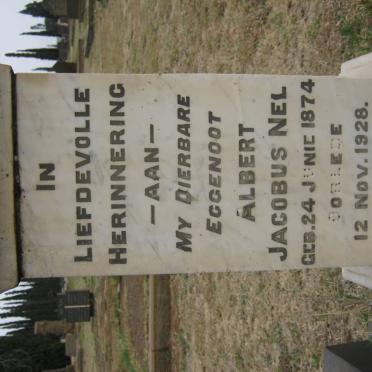 IN
LIEFDEVOLLE
HERINNERING
—AAN—
MY DIERBARE
EGGENOOT
ALBERT
JACOBUS NEL
GEB. 24 JUNIE 1874
OORLEDE
12 NOV. 1928.